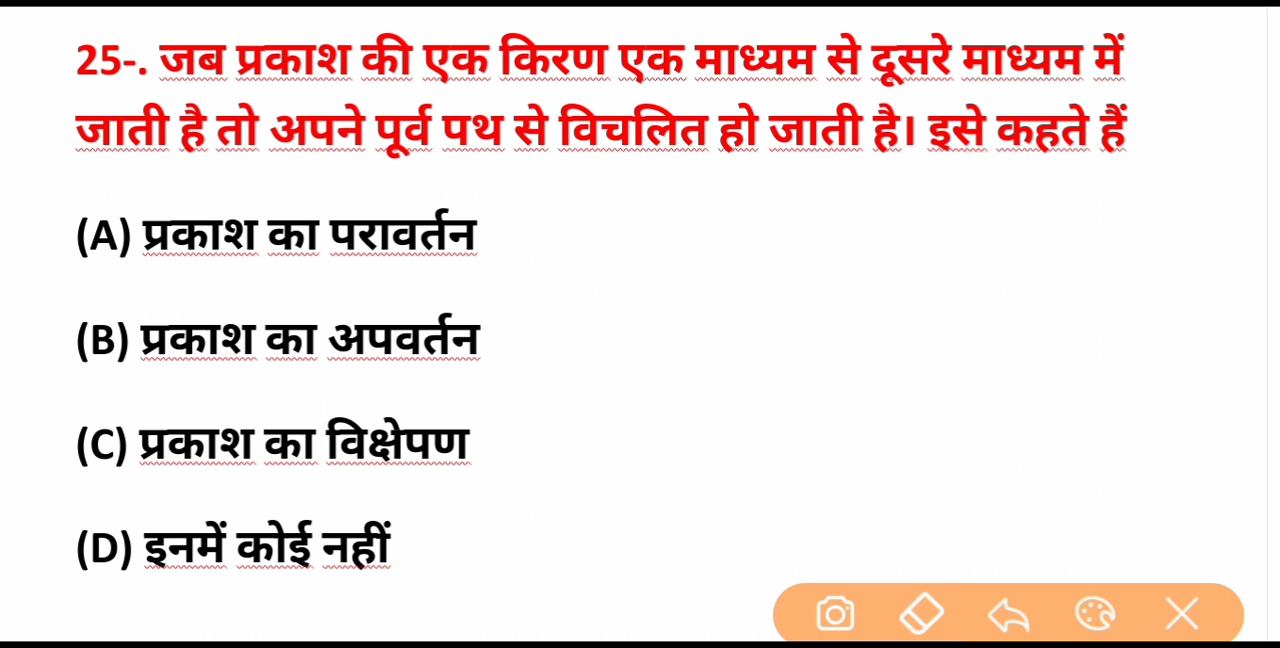 25-. जब प्रकाश की एक किरण एक माध्यम से दूसरे माध्यम में
जाती है तो अपने पूर्व पथ से विचलित हो जाती है। इसे कहते हैं
(A) प्रकाश का परावर्तन
(B) प्रकाश का अपवर्तन
(C) प्रकाश का विक्षेपण
(D) इनमें कोई नहीं